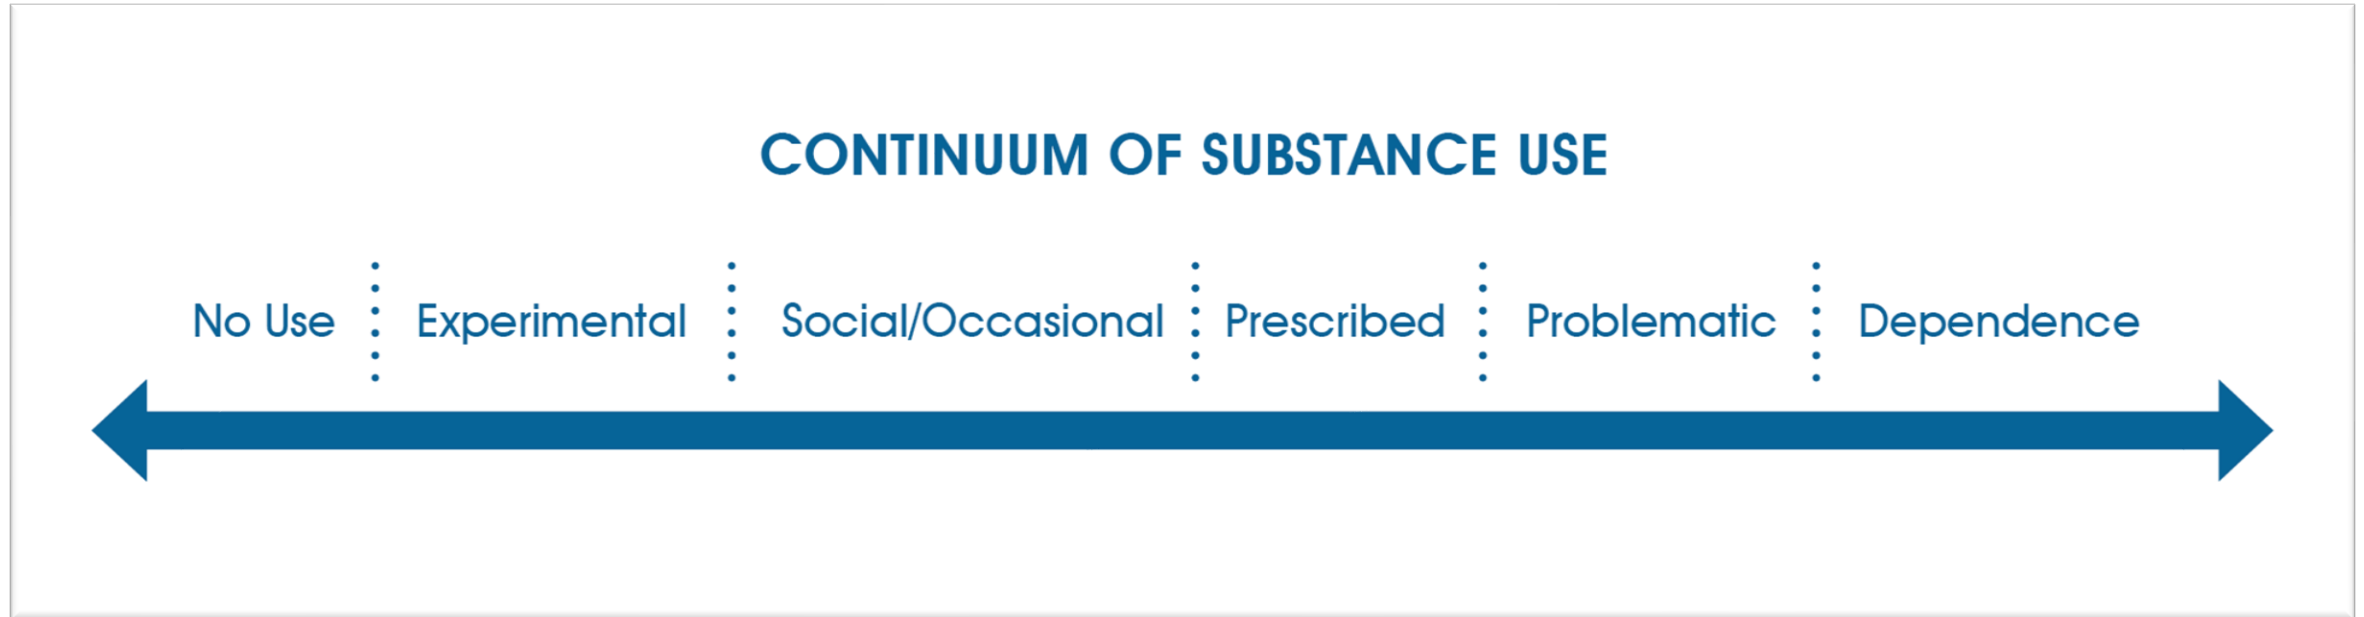 CONTINUUM OF SUBSTANCE USE
No Use Experimental Social/Occasional Prescribed Problematic Dependence